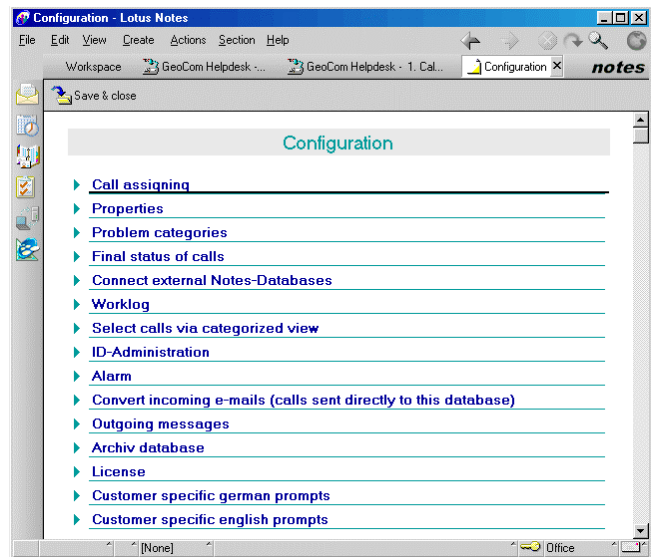 Configuration - Lotus Notes
File Edit View Create Actions Section Help
Workspace GeoCom Helpdesk -... GeoCom Helpdesk - 1. Cal... Configuration notes
Save & close
Configuration
Call assigning
Properties
Problem categories
Final status of calls
Connect external Notes-Databases
Worklog
Select calls via categorized view
ID-Administration
Alarm
Convert incoming e-mails (calls sent directly to this database)
Outgoing messages
Archiv database
License
Customer specific german prompts
Customer specific english prompts
[None] Office